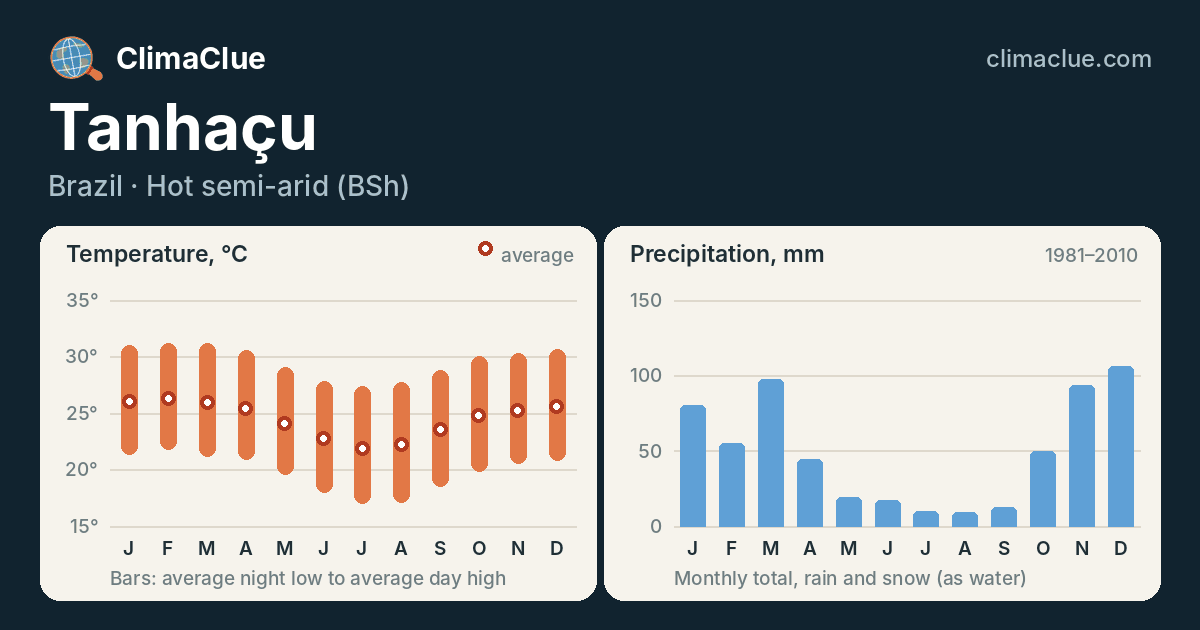 ClimaClue
climaclue.com
Tanhaçu
Brazil · Hot semi-arid (BSh)
Temperature, °C
average
35°
30°
25°
20°
15°
J F M A M J J A S O N D
Bars: average night low to average day high
Precipitation, mm
1981–2010
150
100
50
0
J F M A M J J A S O N D
Monthly total, rain and snow (as water)